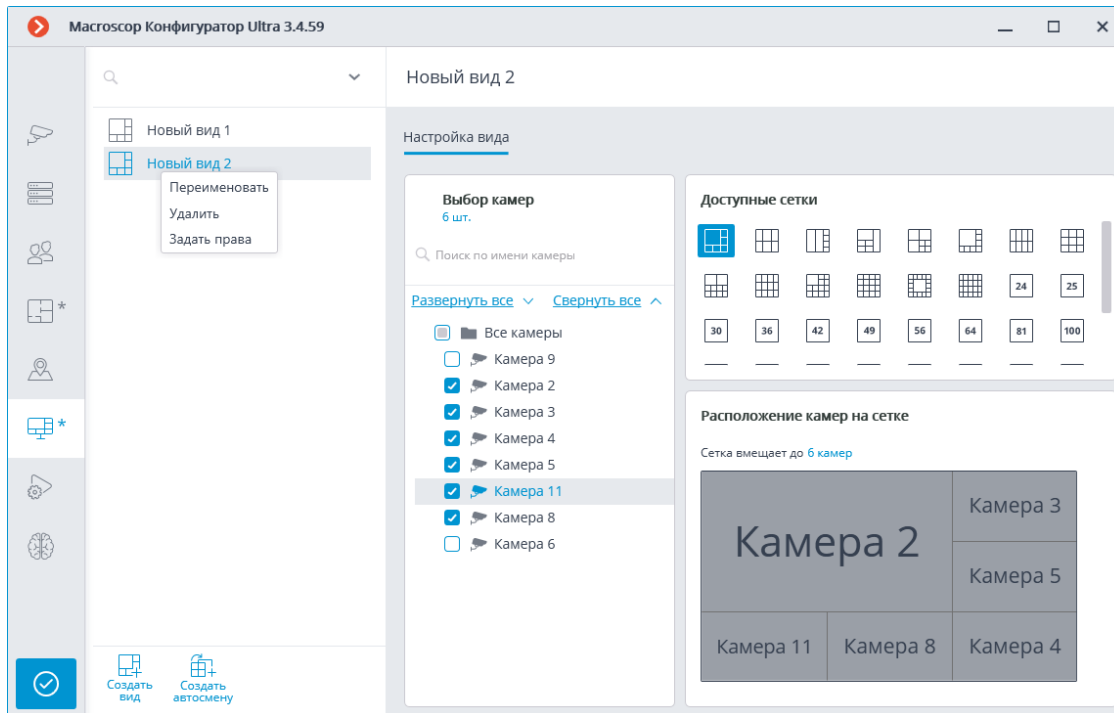 Macroscop Конфигуратор Ultra 3.4.59
Новый вид 1
Новый вид 2
Переименовать
Удалить
Задать права
*
*
Создать
вид
Создать
автосмену
Новый вид 2
Настройка вида
Выбор камер
6 шт.
Поиск по имени камеры
Развернуть все Свернуть все
Все камеры
Камера 9
Камера 2
Камера 3
Камера 4
Камера 5
Камера 11
Камера 8
Камера 6
Доступные сетки
24 25
30 36 42 49 56 64 81 100
Расположение камер на сетке
Сетка вмещает до 6 камер
Камера 2
Камера 3
Камера 5
Камера 11 Камера 8 Камера 4